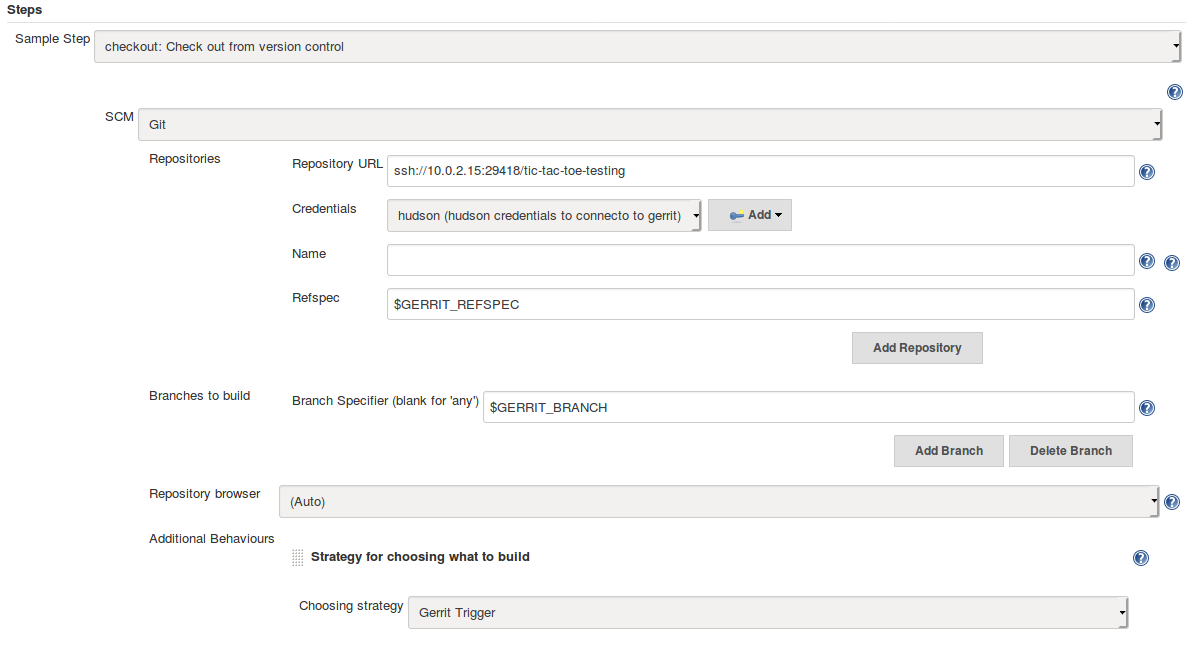 Steps
Sample Step checkout: Check out from version control
SCM Git
Repositories Repository URL ssh://10.0.2.15:29418/tic-tac-toe-testing
Credentials hudson (hudson credentials to connecto to gerrit) Add
Name
Refspec $GERRIT_REFSPEC
Add Repository
Branches to build Branch Specifier (blank for 'any') $GERRIT_BRANCH
Add Branch Delete Branch
Repository browser (Auto)
Additional Behaviours
Strategy for choosing what to build
Choosing strategy Gerrit Trigger